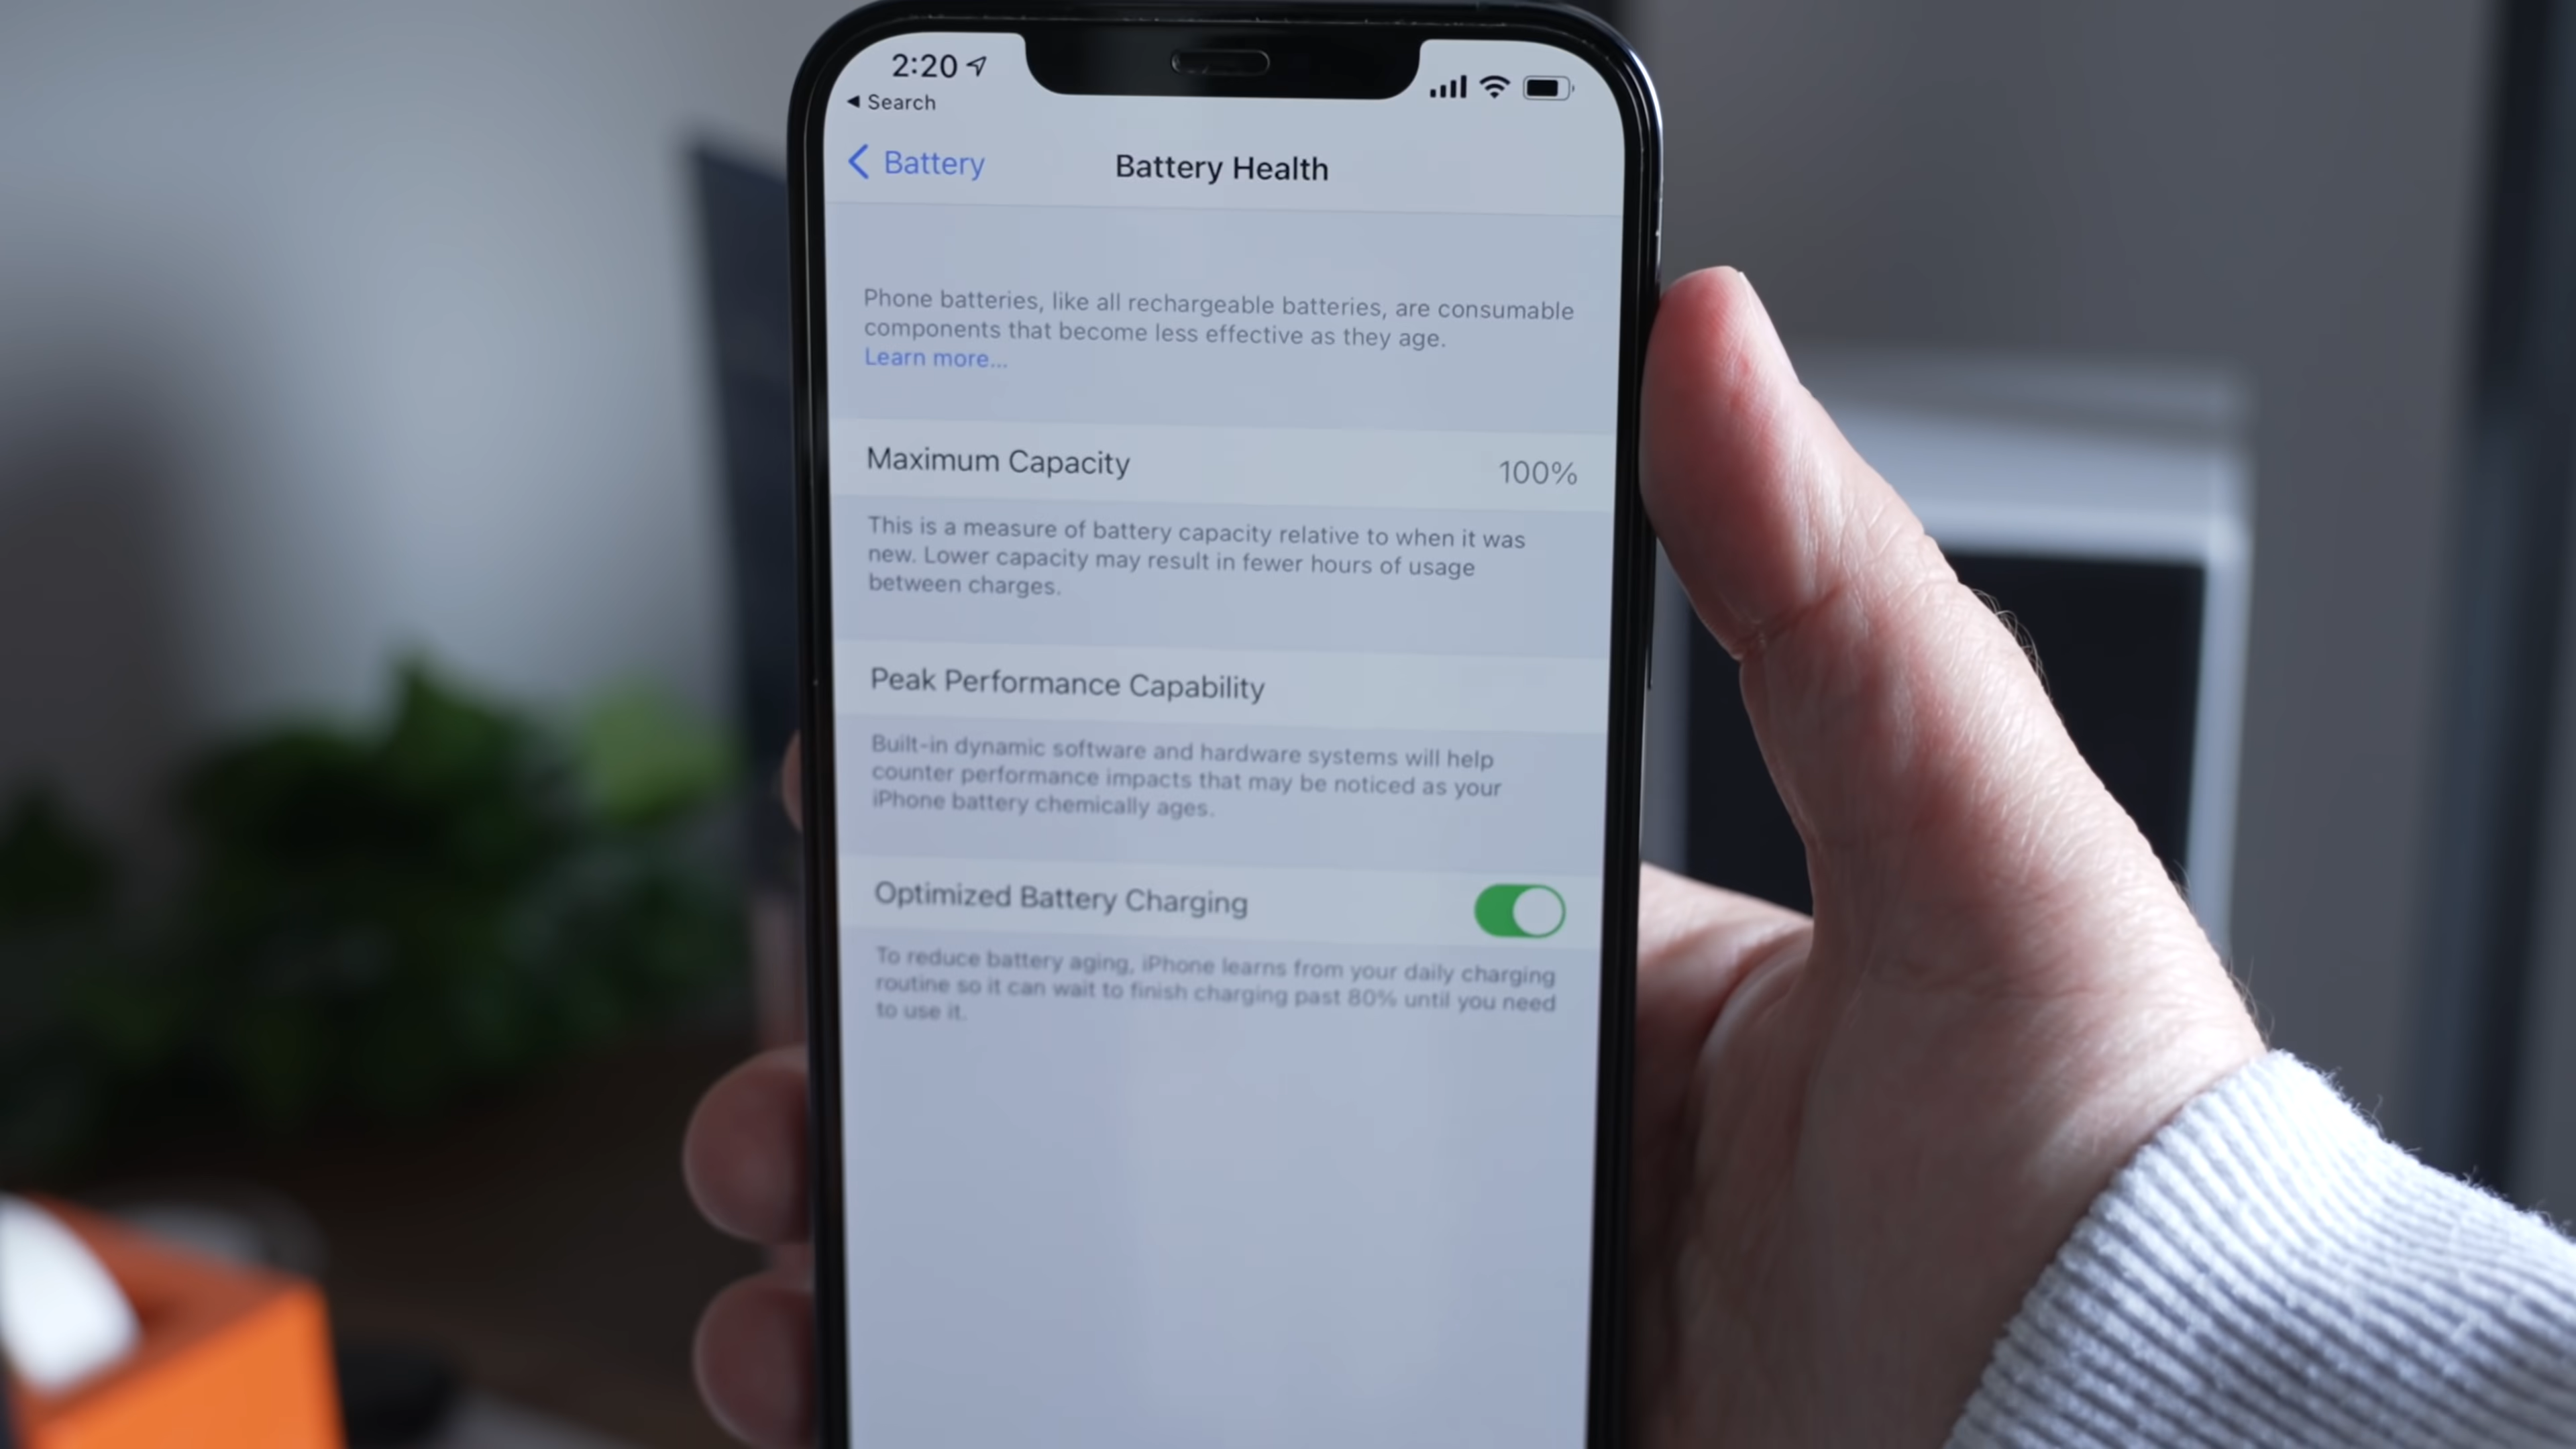 2:20
◀ Search
Battery
Battery Health
Phone batteries, like all rechargeable batteries, are consumable
components that become less effective as they age.
Learn more...
Maximum Capacity 100%
This is a measure of battery capacity relative to when it was
new. Lower capacity may result in fewer hours of usage
between charges.
Peak Performance Capability
Built-in dynamic software and hardware systems will help
counter performance impacts that may be noticed as your
iPhone battery chemically ages.
Optimized Battery Charging
To reduce battery aging, iPhone learns from your daily charging
routine so it can wait to finish charging past 80% until you need
to use it.